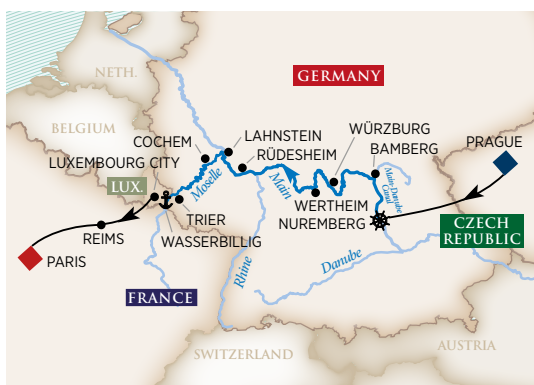 NETH.
GERMANY
BELGIUM
COCHEM
LAHNSTEIN
WÜRZBURG
PRAGUE
LUXEMBOURG CITY
RÜDESHEIM
BAMBERG
Moselle
Main
Main-Danube
Canal
LUX.
TRIER
WERTHEIM
NUREMBERG
REIMS
WASSERBILLIG
CZECH
REPUBLIC
PARIS
Rhine
Danube
FRANCE
SWITZERLAND
AUSTRIA